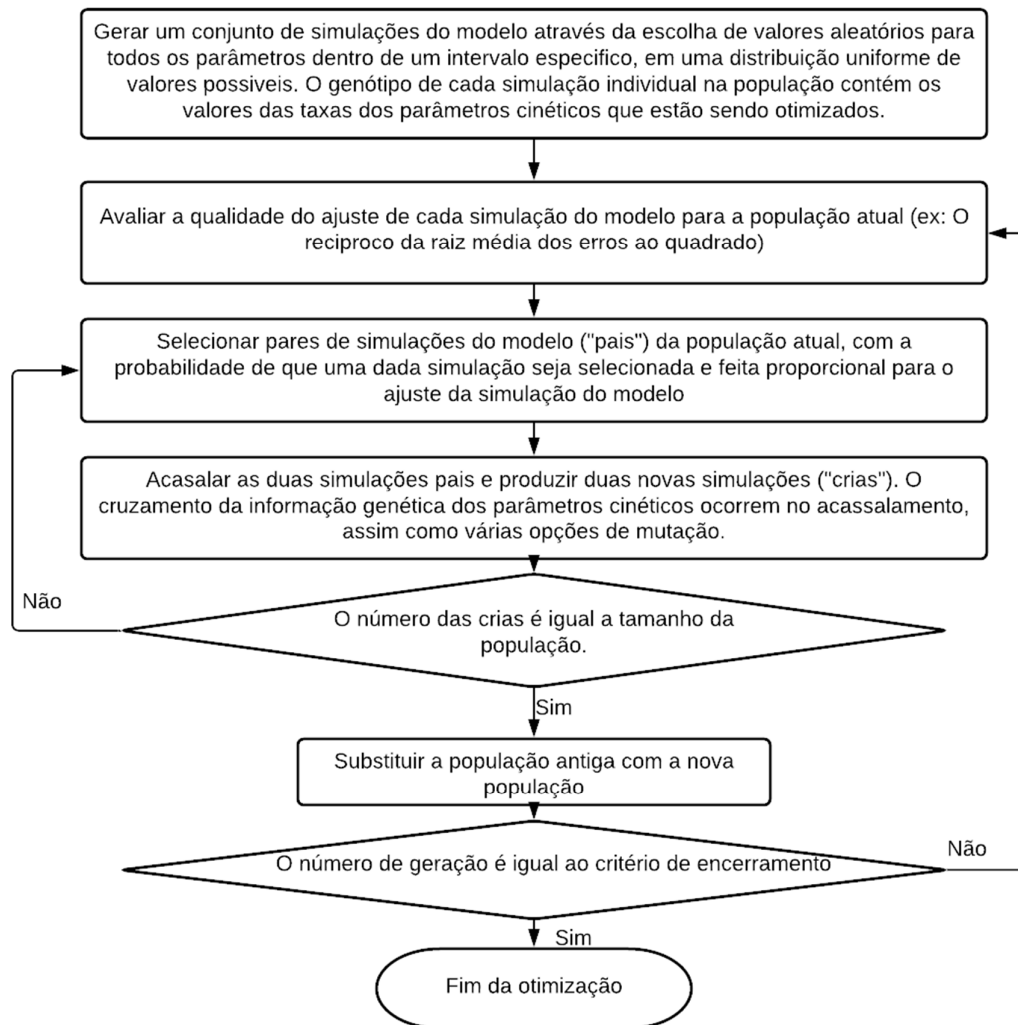 Gerar um conjunto de simulações do modelo através da escolha de valores aleatórios para
todos os parâmetros dentro de um intervalo especifico, em uma distribuição uniforme de
valores possiveis. O genótipo de cada simulação individual na população contém os
valores das taxas dos parâmetros cinéticos que estão sendo otimizados.
Avaliar a qualidade do ajuste de cada simulação do modelo para a população atual (ex: O
reciproco da raiz média dos erros ao quadrado)
Selecionar pares de simulações do modelo ("pais") da população atual, com a
probabilidade de que uma dada simulação seja selecionada e feita proporcional para o
ajuste da simulação do modelo
Acasalar as duas simulações pais e produzir duas novas simulações ("crias"). O
cruzamento da informação genética dos parâmetros cinéticos ocorrem no acassalamento,
assim como várias opções de mutação.
Não
O número das crias é igual a tamanho da
população.
Sim
Substituir a população antiga com a nova
população
O número de geração é igual ao critério de encerramento
Não
Sim
Fim da otimização